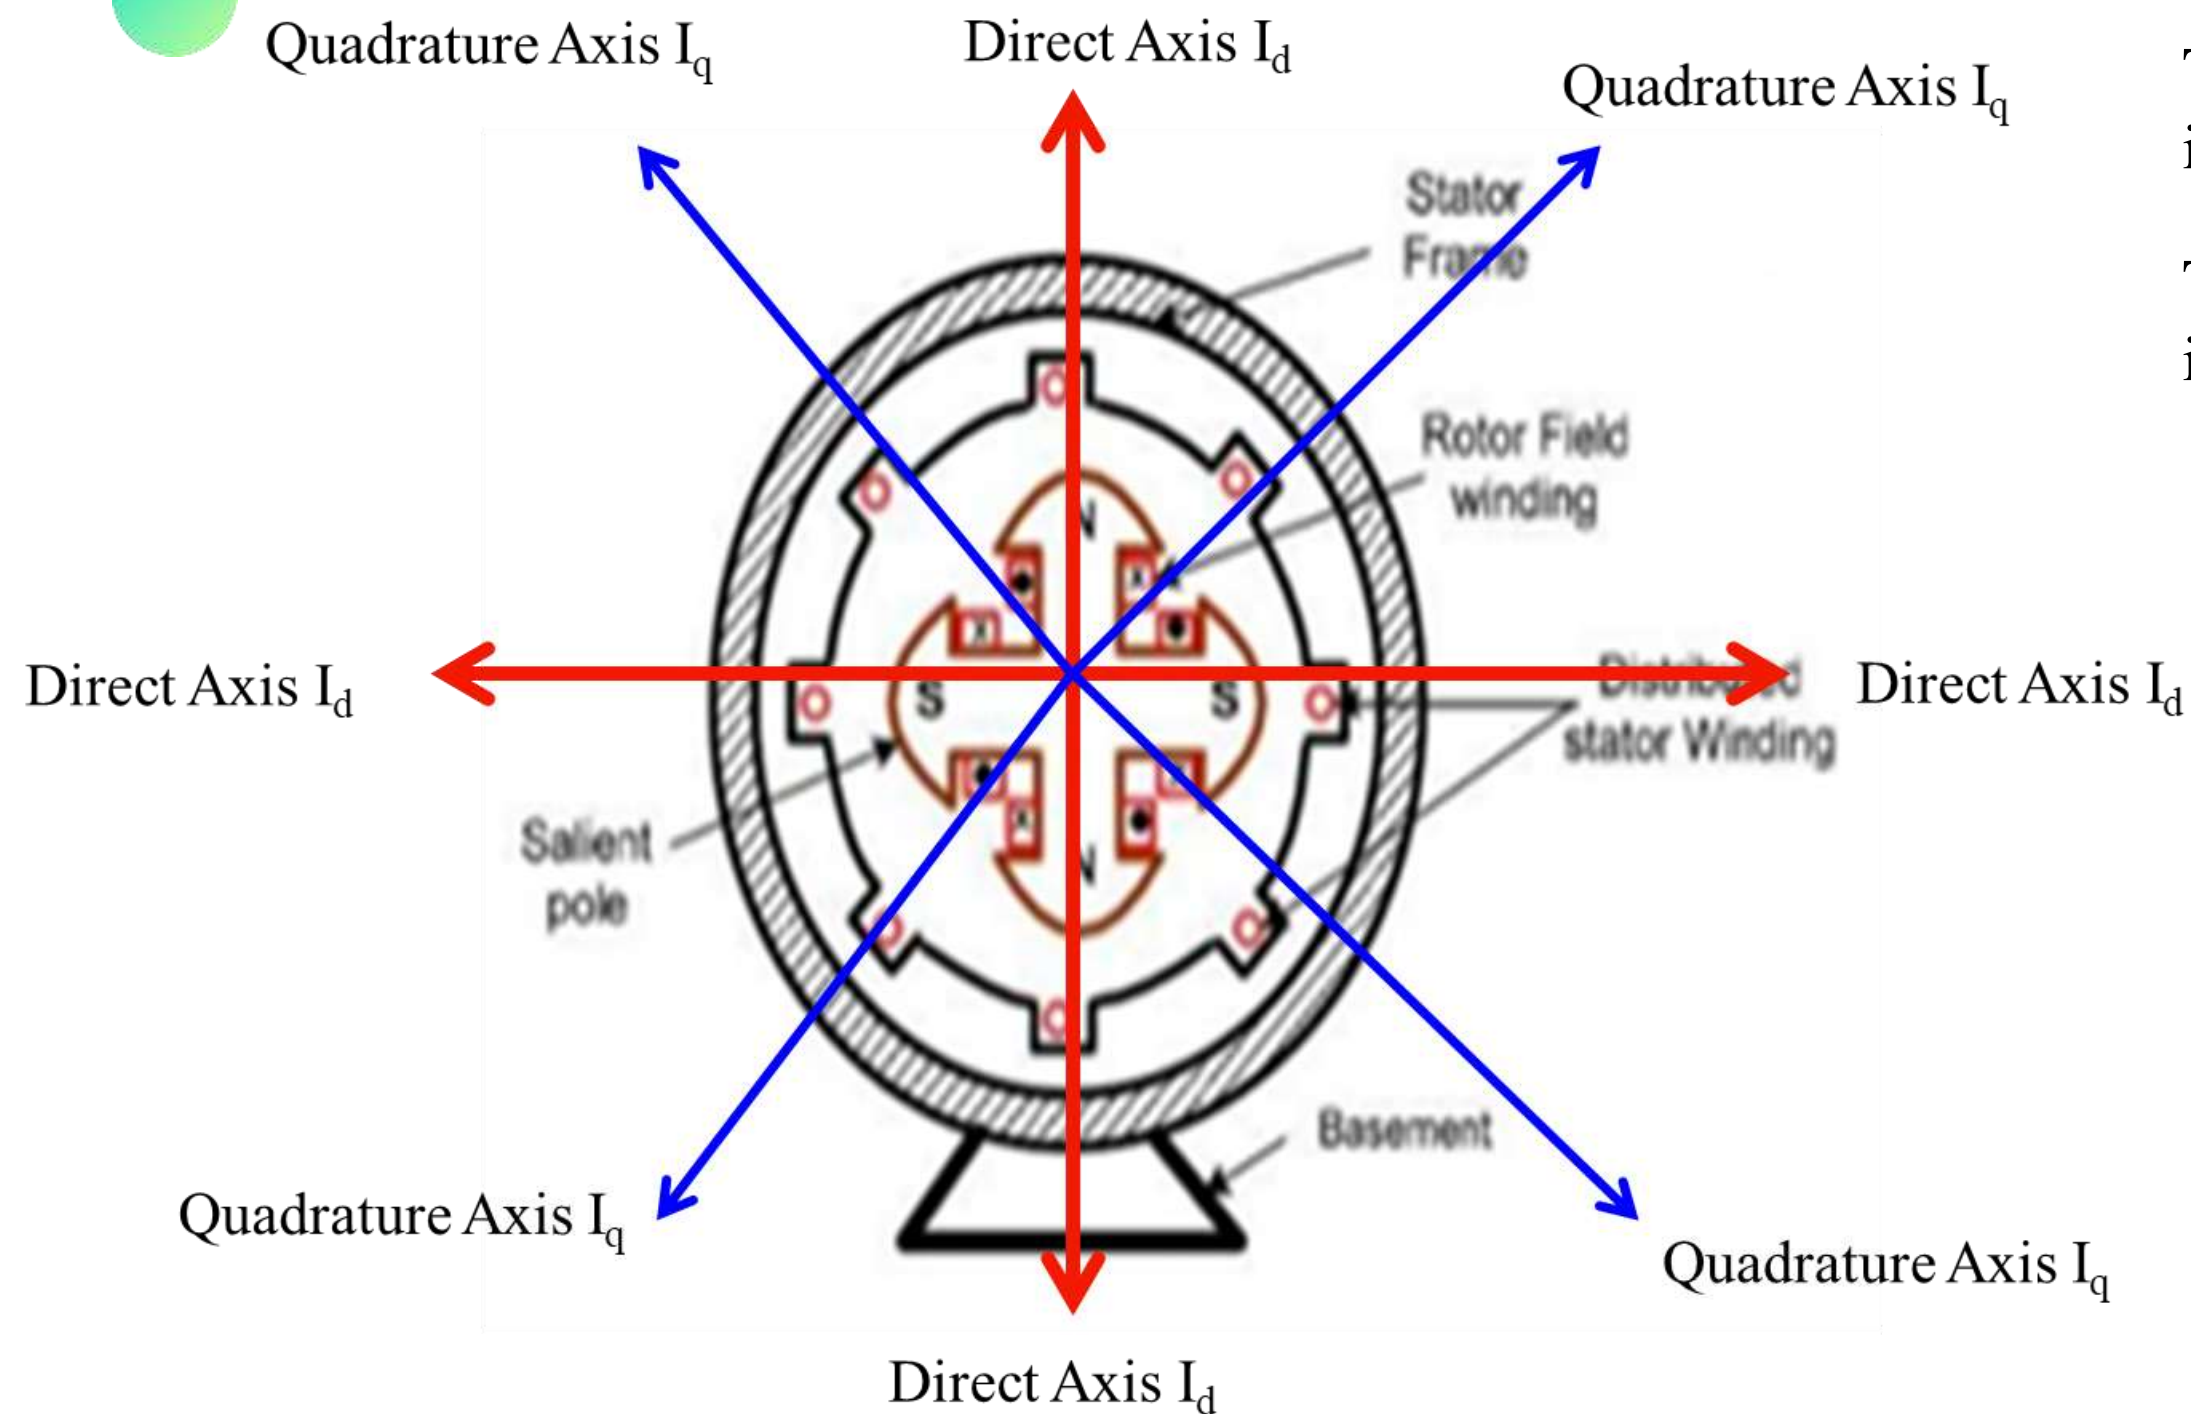 Quadrature Axis Iq
Direct Axis Id
Quadrature Axis Iq
Stator
Frame
Rotor Field
winding
N
x
x
Direct Axis Id
S
S
Distributed
stator Winding
Direct Axis Id
x
x
Salient
pole
N
Basement
Quadrature Axis Iq
Quadrature Axis Iq
Direct Axis Id